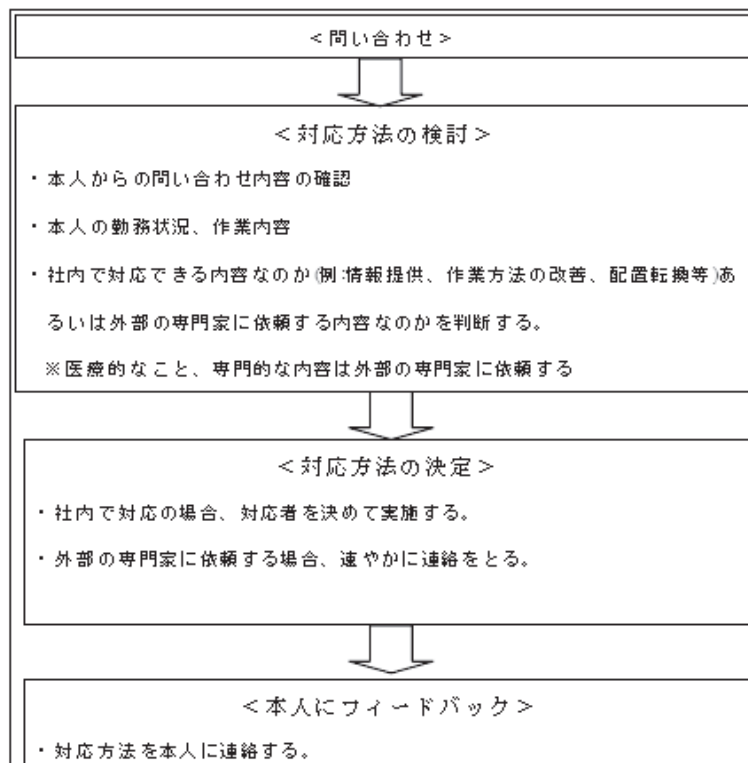 ＜問い合わせ＞
＜対応方法の検討＞
・本人からの問い合わせ内容の確認
・本人の勤務状況、作業内容
・社内で対応できる内容なのか(例:情報提供、作業方法の改善、配置転換等)あ
るいは外部の専門家に依頼する内容なのかを判断する。
※医療的なこと、専門的な内容は外部の専門家に依頼する
＜対応方法の決定＞
・社内で対応の場合、対応者を決めて実施する。
・外部の専門家に依頼する場合、速やかに連絡をとる。
＜本人にフィードバック＞
・対応方法を本人に連絡する。